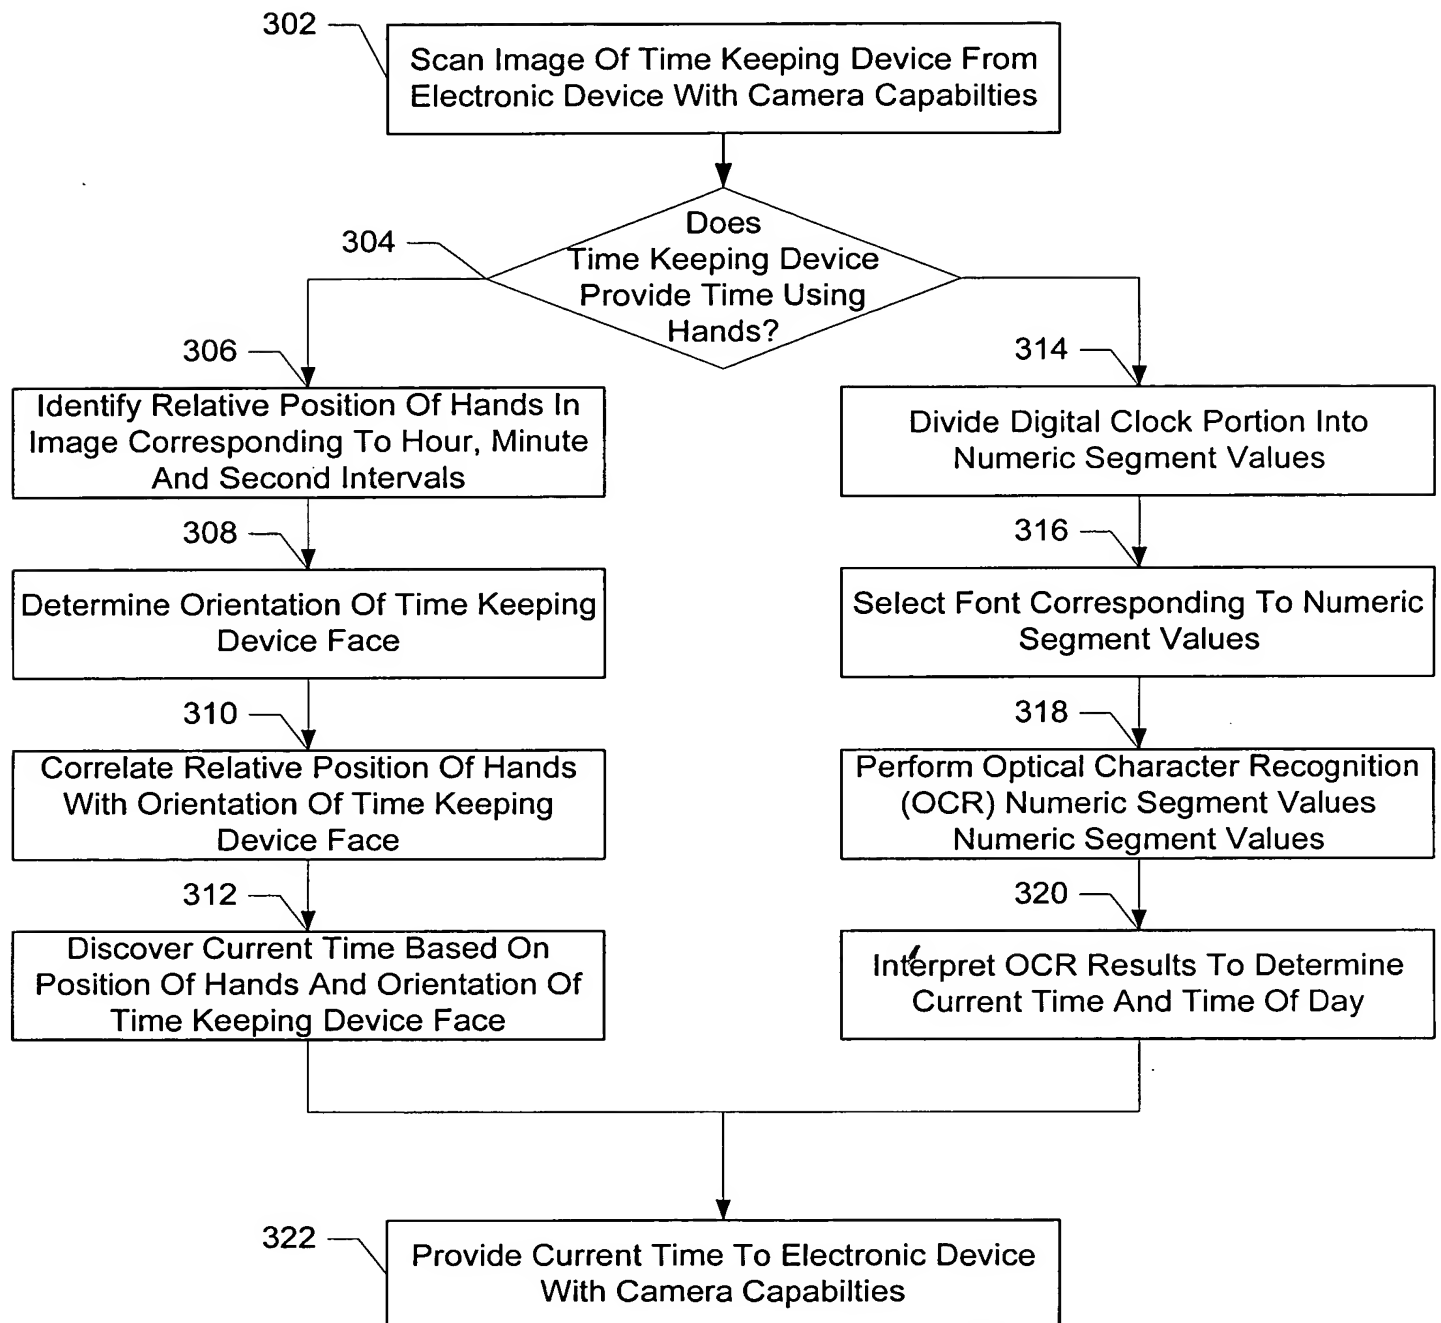 302
Scan Image Of Time Keeping Device From
Electronic Device With Camera Capabilties
304
Does
Time Keeping Device
Provide Time Using
Hands?
306
Identify Relative Position Of Hands In
Image Corresponding To Hour, Minute
And Second Intervals
308
Determine Orientation Of Time Keeping
Device Face
310
Correlate Relative Position Of Hands
With Orientation Of Time Keeping
Device Face
312
Discover Current Time Based On
Position Of Hands And Orientation Of
Time Keeping Device Face
314
Divide Digital Clock Portion Into
Numeric Segment Values
316
Select Font Corresponding To Numeric
Segment Values
318
Perform Optical Character Recognition
(OCR) Numeric Segment Values
Numeric Segment Values
320
Interpret OCR Results To Determine
Current Time And Time Of Day
322
Provide Current Time To Electronic Device
With Camera Capabilties